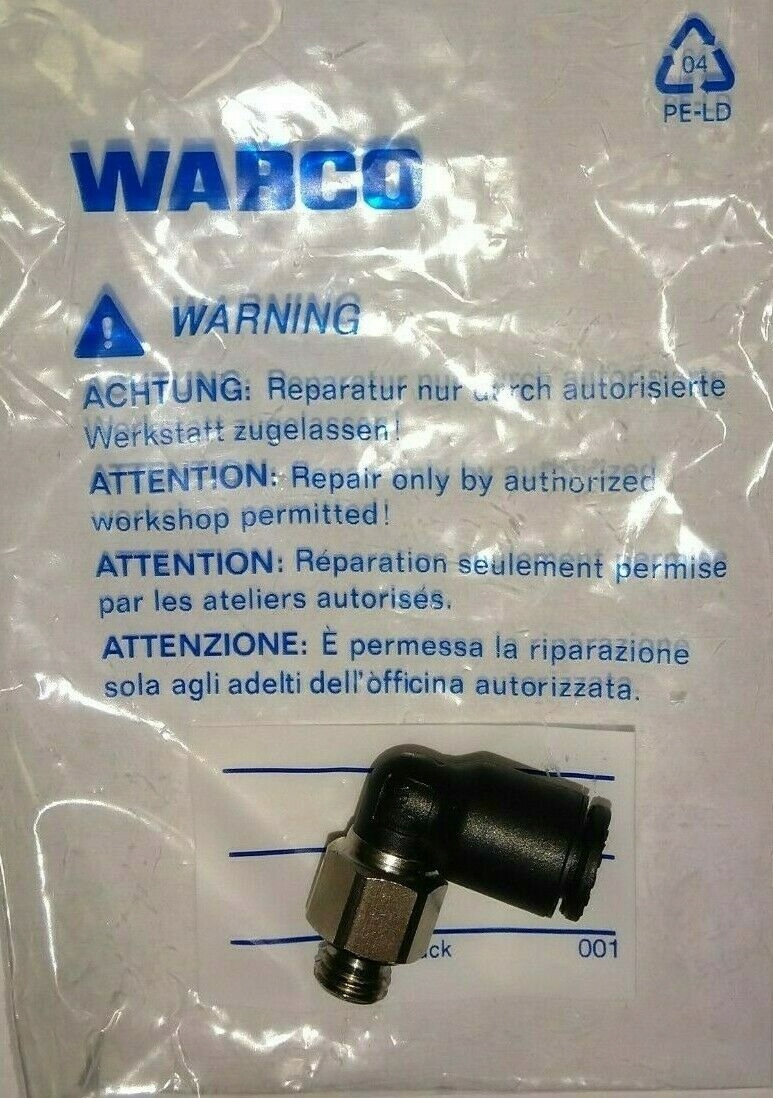 04
PE-LD
WABCO
WARNING
ACHTUNG: Reparatur nur durch autorisierte
Werkstatt zugelassen!
ATTENTION: Repair only by authorized
workshop permitted!
ATTENTION: Réparation seulement permise
par les ateliers autorisés.
ATTENZIONE: È permessa la riparazione
sola agli adelti dell'òfficina autorizzata.
001